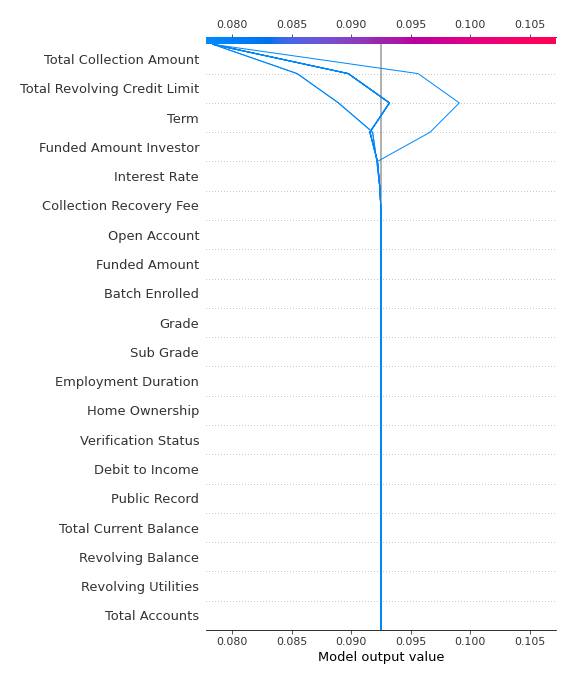 0.080 0.085 0.090 0.095 0.100 0.105
Total Collection Amount
Total Revolving Credit Limit
Term
Funded Amount Investor
Interest Rate
Collection Recovery Fee
Open Account
Funded Amount
Batch Enrolled
Grade
Sub Grade
Employment Duration
Home Ownership
Verification Status
Debit to Income
Public Record
Total Current Balance
Revolving Balance
Revolving Utilities
Total Accounts
0.080 0.085 0.090 0.095 0.100 0.105
Model output value